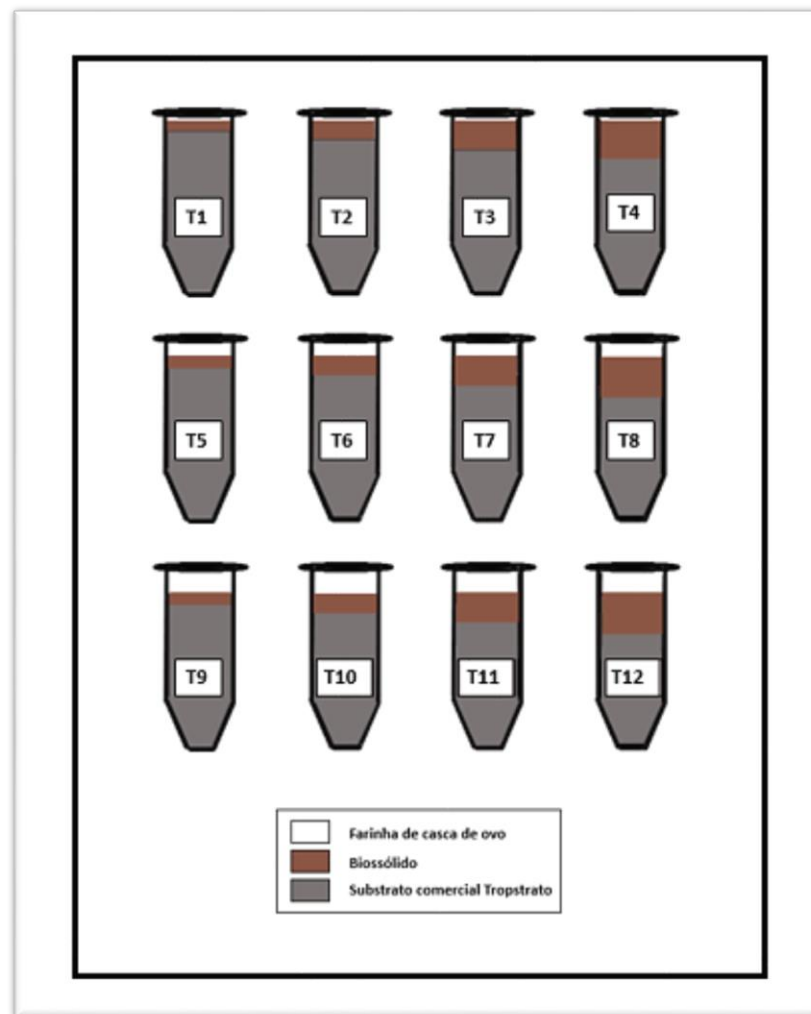 T1 T2 T3 T4
T5 T6 T7 T8
T9 T10 T11 T12
Farinha de casca de ovo
Biossólido
Substrato comercial Tropstrato